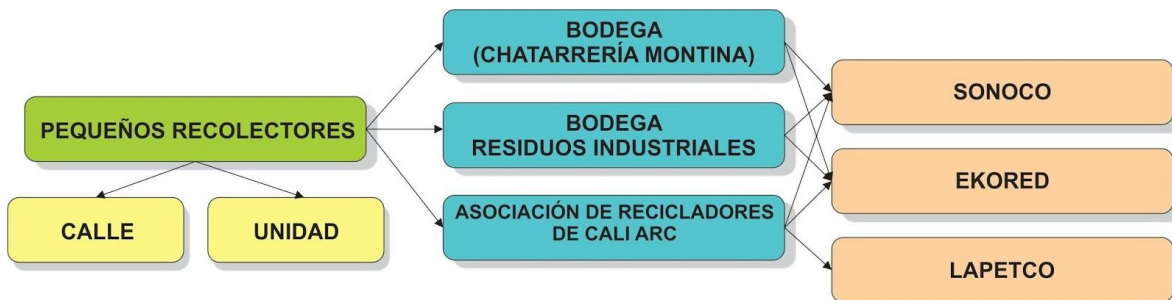 PEQUEÑOS RECOLECTORES
CALLE
UNIDAD
BODEGA
(CHATARRERÍA MONTINA)
BODEGA
RESIDUOS INDUSTRIALES
ASOCIACIÓN DE RECICLADORES
DE CALI ARC
SONOCO
EKORED
LAPETCO